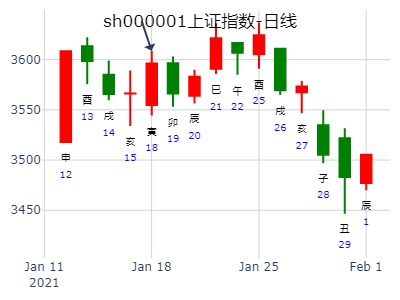 sh000001上证指数-日线
3600
3550
3500
3450
申
12
酉
13
戌
14
亥
15
寅
18
卯
19
辰
20
巳
21
午
22
酉
25
戌
26
亥
27
子
28
丑
29
辰
1
Jan 11
2021
Jan 18
Jan 25
Feb 1